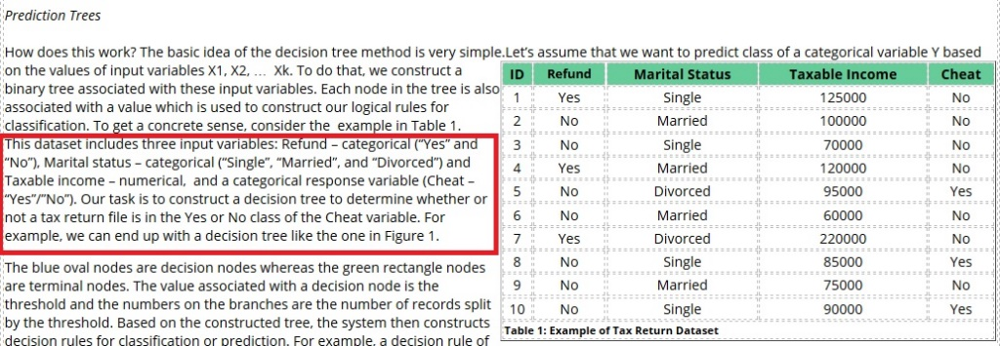 Prediction Trees
How does this work? The basic idea of the decision tree method is very simple.Let's assume that we want to predict class of a categorical variable Y based
on the values of input variables X1, X2, … Xk. To do that, we construct a
binary tree associated with these input variables. Each node in the tree is also
associated with a value which is used to construct our logical rules for
classification. To get a concrete sense, consider the example in Table 1.
This dataset includes three input variables: Refund – categorical (“Yes” and
“No”), Marital status – categorical (“Single”, “Married”, and “Divorced”) and
Taxable income – numerical, and a categorical response variable (Cheat –
“Yes”/”No”). Our task is to construct a decision tree to determine whether or
not a tax return file is in the Yes or No class of the Cheat variable. For
example, we can end up with a decision tree like the one in Figure 1.
The blue oval nodes are decision nodes whereas the green rectangle nodes
are terminal nodes. The value associated with a decision node is the
threshold and the numbers on the branches are the number of records split
by the threshold. Based on the constructed tree, the system then constructs
decision rules for classification or prediction. For example, a decision rule of
ID Refund Marital Status Taxable Income Cheat
1 Yes Single 125000 No
2 No Married 100000 No
3 No Single 70000 No
4 Yes Married 120000 No
5 No Divorced 95000 Yes
6 No Married 60000 No
7 Yes Divorced 220000 No
8 No Single 85000 Yes
9 No Married 75000 No
10 No Single 90000 Yes
Table 1: Example of Tax Return Dataset